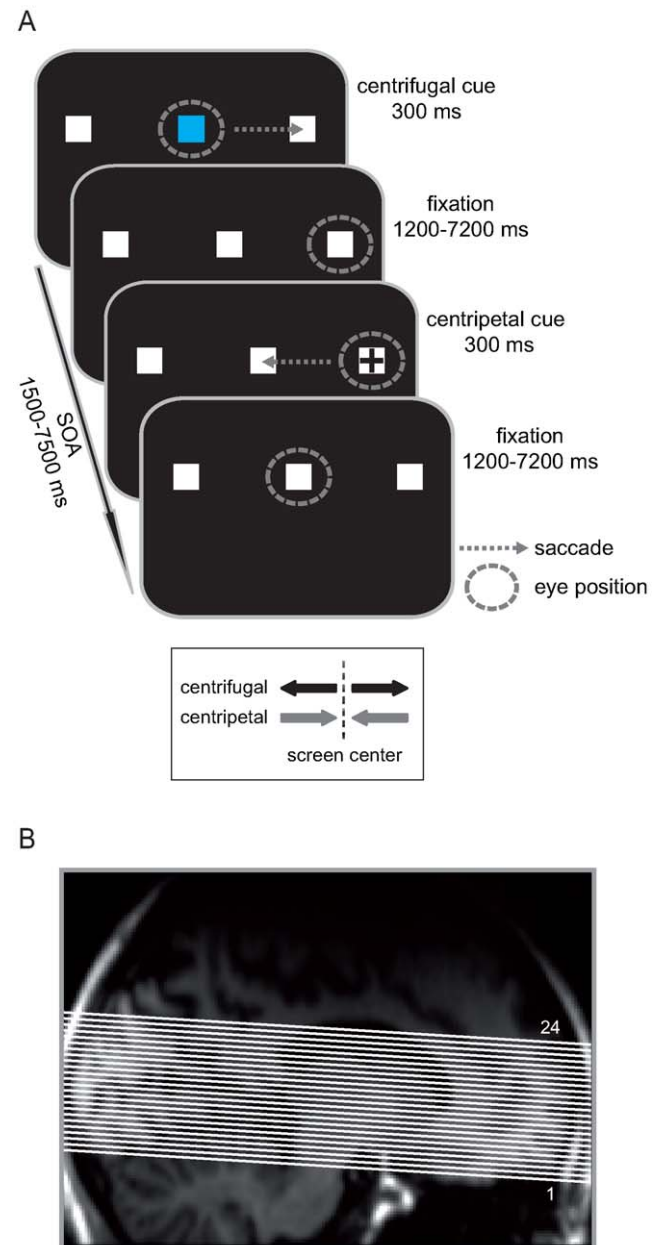 A
centrifugal cue
300 ms
fixation
1200-7200 ms
centripetal cue
300 ms
fixation
1200-7200 ms
SOA
1500-7500 ms
saccade
eye position
centrifugal
centripetal
screen center
B
24
1